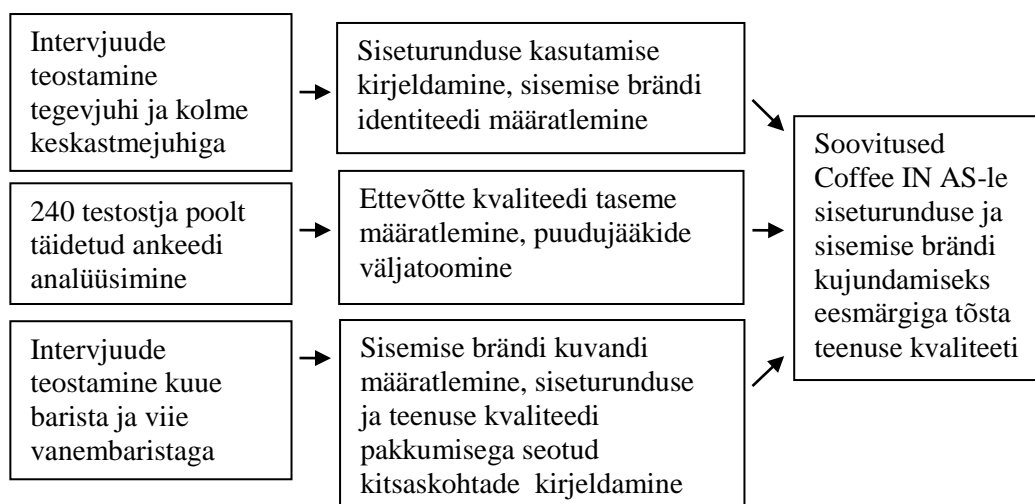 Intervjuude
teostamine
tegevjuhi ja kolme
keskastmejuhiga
Siseturunduse kasutamise
kirjeldamine, sisemise brändi
identiteedi määratlemine
240 testostja poolt
täidetud ankeedi
analüüsimine
Ettevõtte kvaliteedi taseme
määratlemine, puudujääkide
väljatoomine
Intervjuude
teostamine kuue
barista ja viie
vanembaristaga
Sisemise brändi kuvandi
määratlemine, siseturunduse
ja teenuse kvaliteedi
pakkumisega seotud
kitsaskohtade kirjeldamine
Soovitused
Coffee IN AS-le
siseturunduse ja
sisemise brändi
kujundamiseks
eesmärgiga tõsta
teenuse kvaliteeti